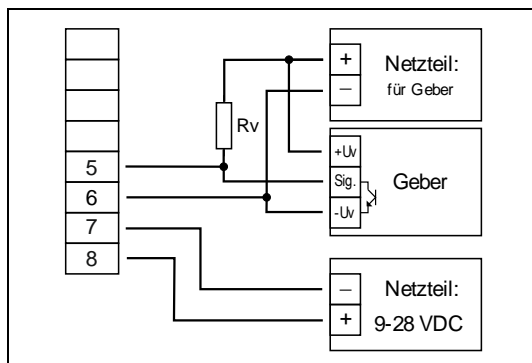 5
6
7
8
Rv
+
–
Netzteil:
für Geber
+Uv
Sig.
-Uv
Geber
–
+
Netzteil:
9-28 VDC